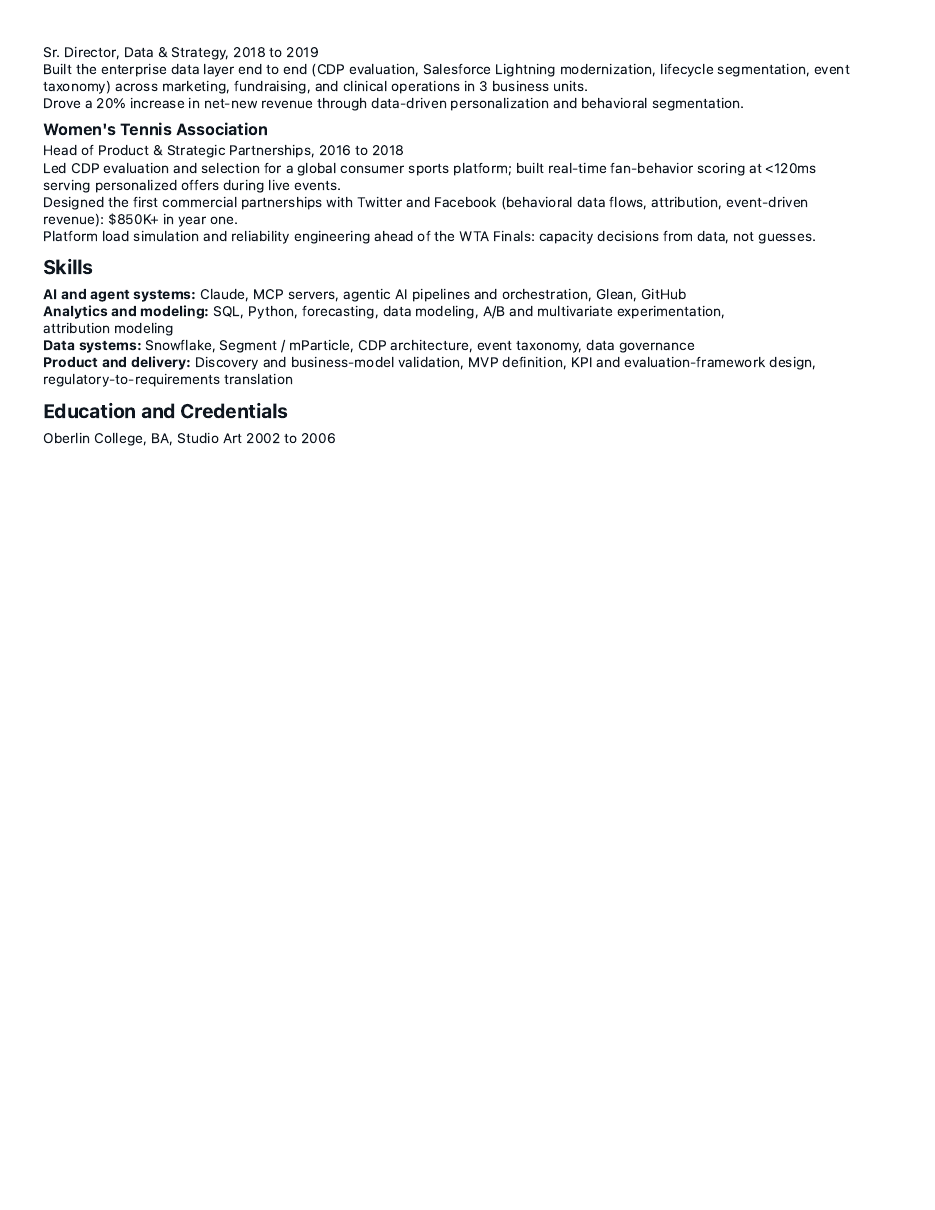 Sr. Director, Data & Strategy, 2018 to 2019
Built the enterprise data layer end to end (CDP evaluation, Salesforce Lightning modernization, lifecycle segmentation, event
taxonomy) across marketing, fundraising, and clinical operations in 3 business units.
Drove a 20% increase in net-new revenue through data-driven personalization and behavioral segmentation.
Women's Tennis Association
Head of Product & Strategic Partnerships, 2016 to 2018
Led CDP evaluation and selection for a global consumer sports platform; built real-time fan-behavior scoring at <120ms
serving personalized offers during live events.
Designed the first commercial partnerships with Twitter and Facebook (behavioral data flows, attribution, event-driven
revenue): $850K+ in year one.
Platform load simulation and reliability engineering ahead of the WTA Finals: capacity decisions from data, not guesses.
Skills
AI and agent systems: Claude, MCP servers, agentic AI pipelines and orchestration, Glean, GitHub
Analytics and modeling: SQL, Python, forecasting, data modeling, A/B and multivariate experimentation,
attribution modeling
Data systems: Snowflake, Segment / mParticle, CDP architecture, event taxonomy, data governance
Product and delivery: Discovery and business-model validation, MVP definition, KPI and evaluation-framework design,
regulatory-to-requirements translation
Education and Credentials
Oberlin College, BA, Studio Art 2002 to 2006